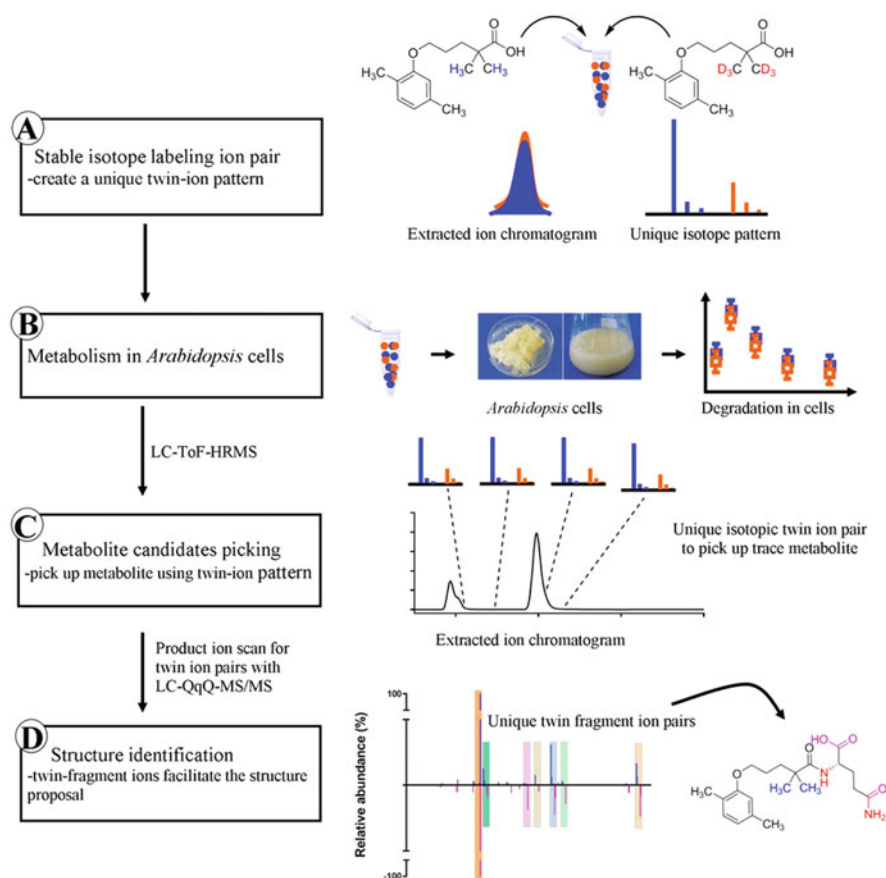 O
OH
O
H₃C
H₃C CH₃
CH₃
O
OH
O
H₃C
D₃C CD₃
CH₃
A
Stable isotope labeling ion pair
-create a unique twin-ion pattern
Extracted ion chromatogram
Unique isotope pattern
B
Metabolism in Arabidopsis cells
Arabidopsis cells
Degradation in cells
LC-ToF-HRMS
C
Metabolite candidates picking
-pick up metabolite using twin-ion pattern
Unique isotopic twin ion pair
to pick up trace metabolite
Extracted ion chromatogram
Product ion scan for
twin ion pairs with
LC-QqQ-MS/MS
D
Structure identification
-twin-fragment ions facilitate the structure
proposal
Relative abundance (%)
100
0
-100
Unique twin fragment ion pairs
HO
O
O
O
NH
H₃C
H₃C CH₃
O
NH₂
CH₃